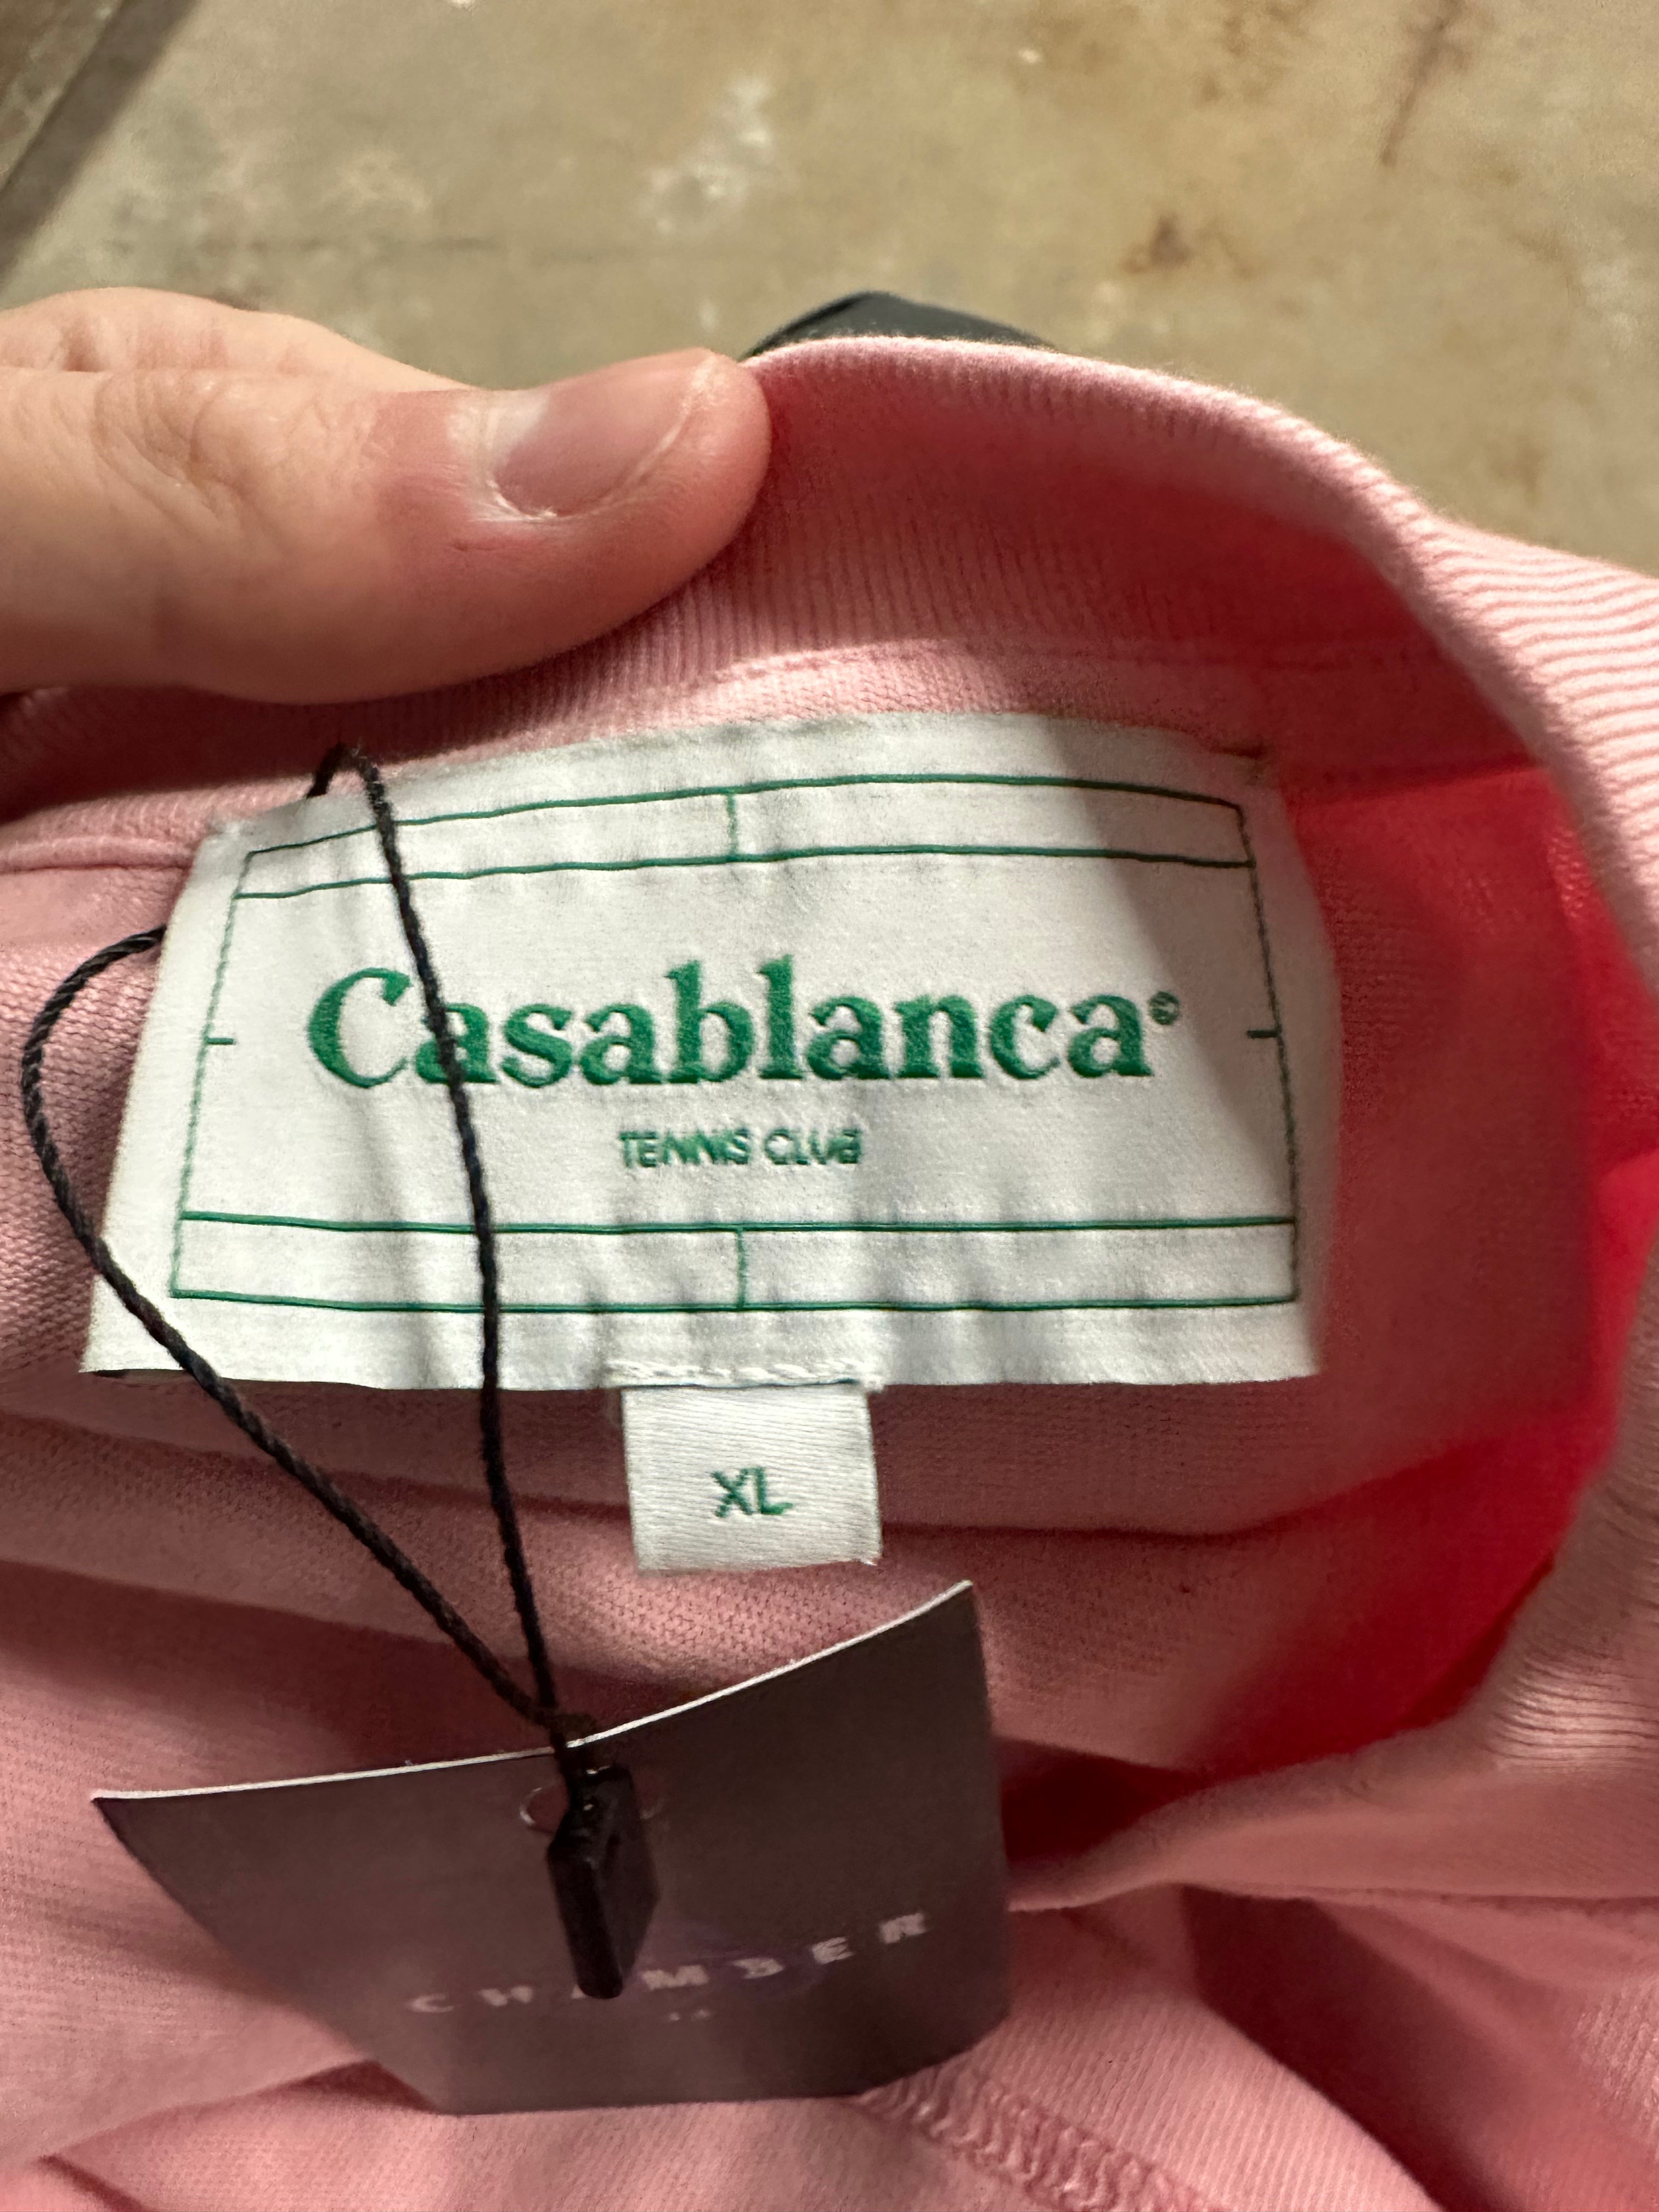 Casablanca©
TENNIS CLUB
XL
CHAMBER